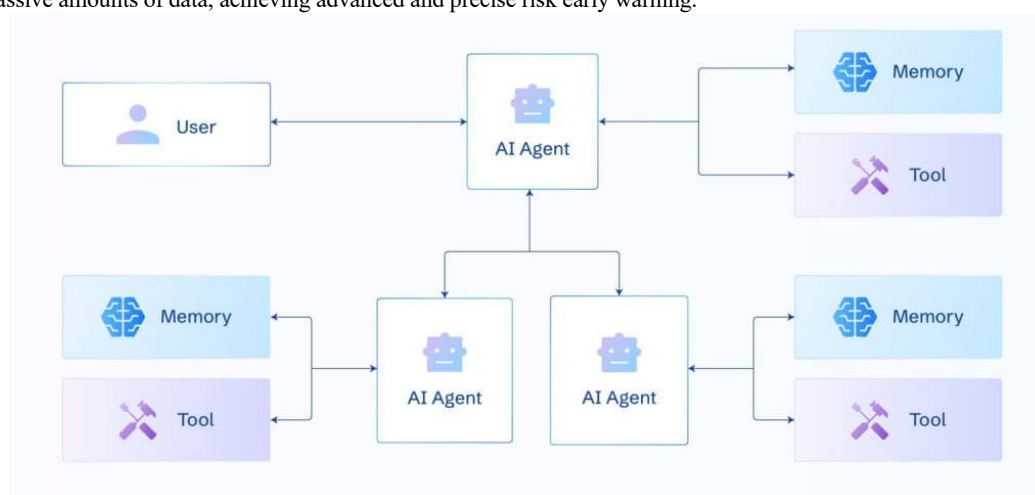 amounts of data, achieving advanced and precise risk early warning.
Memory
User
AI Agent
Tool
Memory
Memory
AI Agent
AI Agent
Tool
Tool